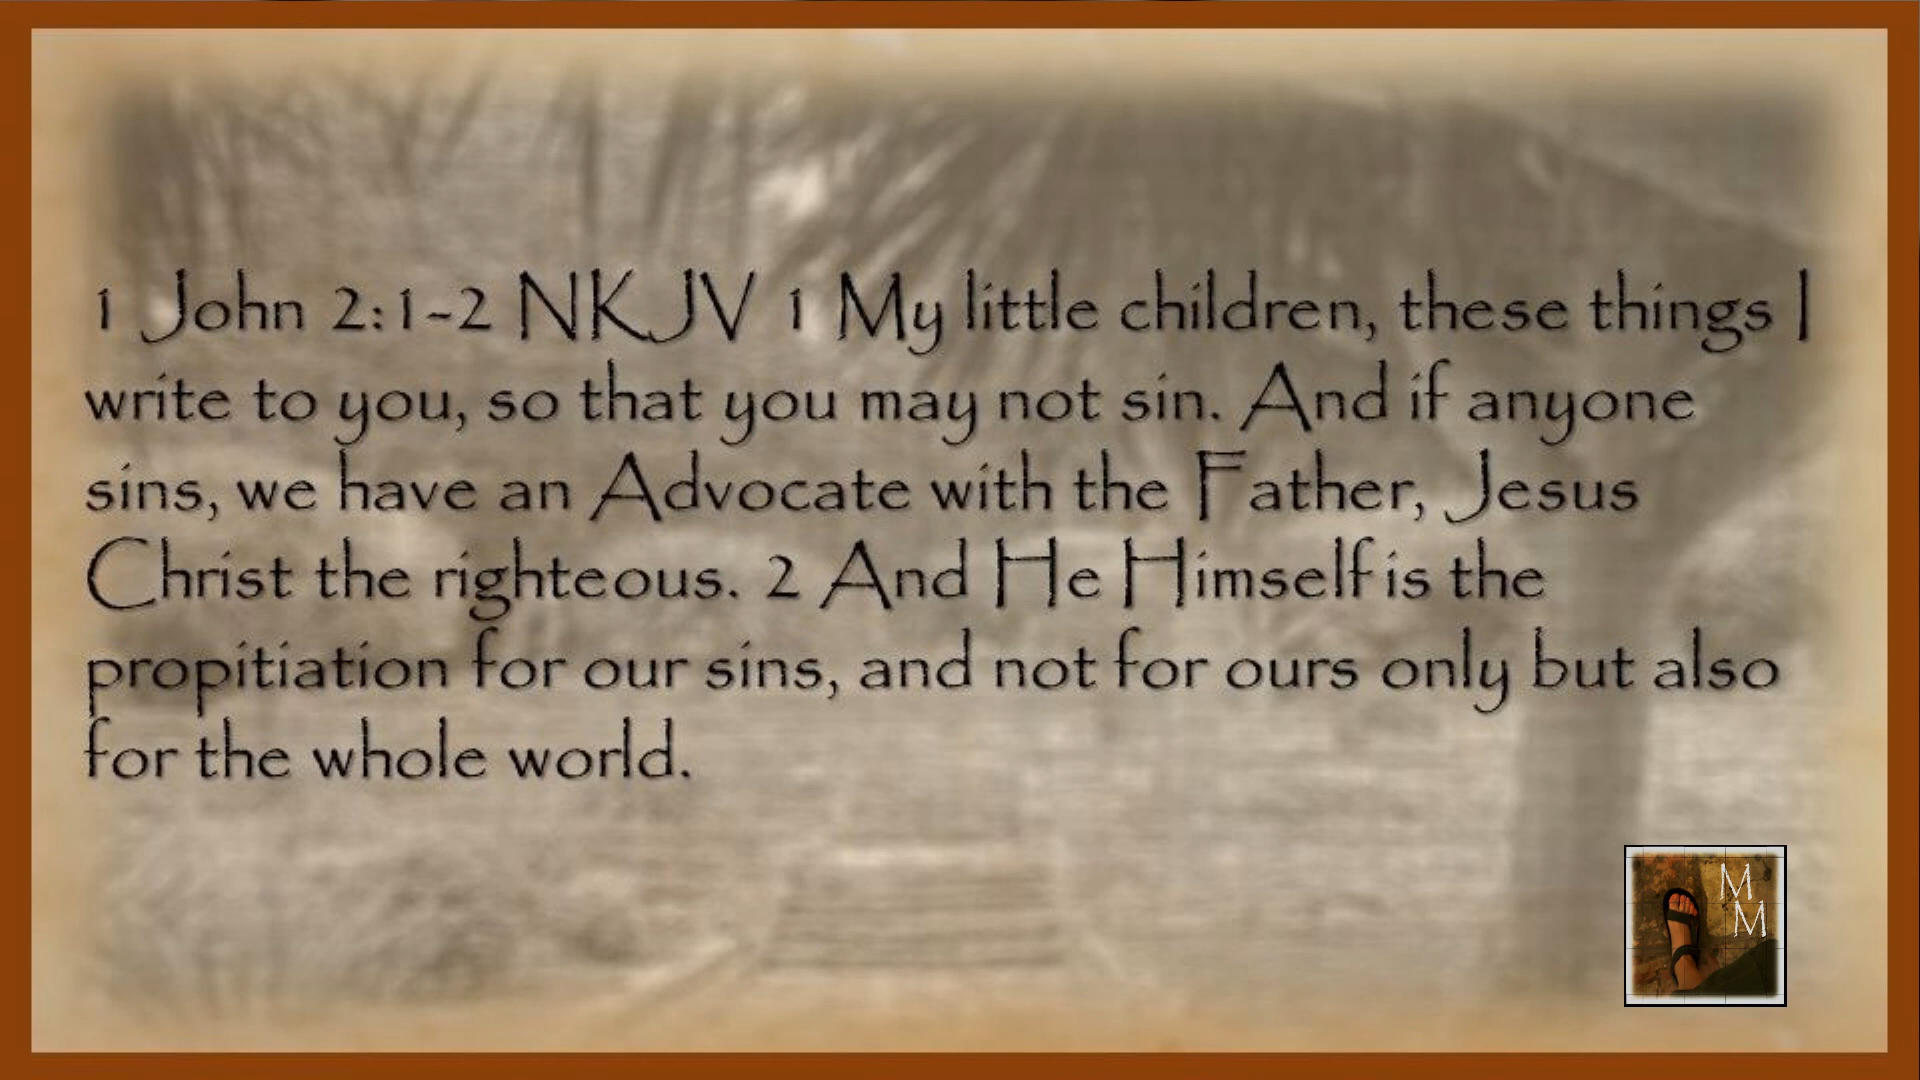 1 John 2:1-2 NKJV 1 My little children, these things I
write to you, so that you may not sin. And if anyone
sins, we have an Advocate with the Father, Jesus
Christ the righteous. 2 And He Himself is the
propitiation for our sins, and not for ours only but also
for the whole world.
M
M